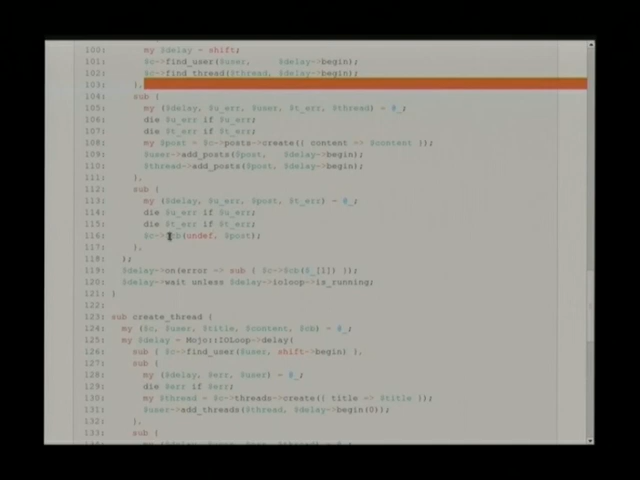 100: my $delay = shift;
101: $c->find_user($user, $delay->begin);
102: $c->find_thread($thread, $delay->begin);
103: },
104: sub {
105: my ($delay, $u_err, $user, $t_err, $thread) = @_;
106: die $u_err if $u_err;
107: die $t_err if $t_err;
108: my $post = $c->posts->create({ content => $content });
109: $user->add_posts($post, $delay->begin);
110: $thread->add_posts($post, $delay->begin);
111: },
112: sub {
113: my ($delay, $u_err, $post, $t_err) = @_;
114: die $u_err if $u_err;
115: die $t_err if $t_err;
116: $c->$cb(undef, $post);
117: },
118: );
119: $delay->on(error => sub { $c->$cb($_[1]) });
120: $delay->wait unless $delay->ioloop->is_running;
121: }
122:
123: sub create_thread {
124: my ($c, $user, $title, $content, $cb) = @_;
125: my $delay = Mojo::IOLoop->delay(
126: sub { $c->find_user($user, shift->begin) },
127: sub {
128: my ($delay, $err, $user) = @_;
129: die $err if $err;
130: my $thread = $c->threads->create({ title => $title });
131: $user->add_threads($thread, $delay->begin(0));
132: },
133: sub {